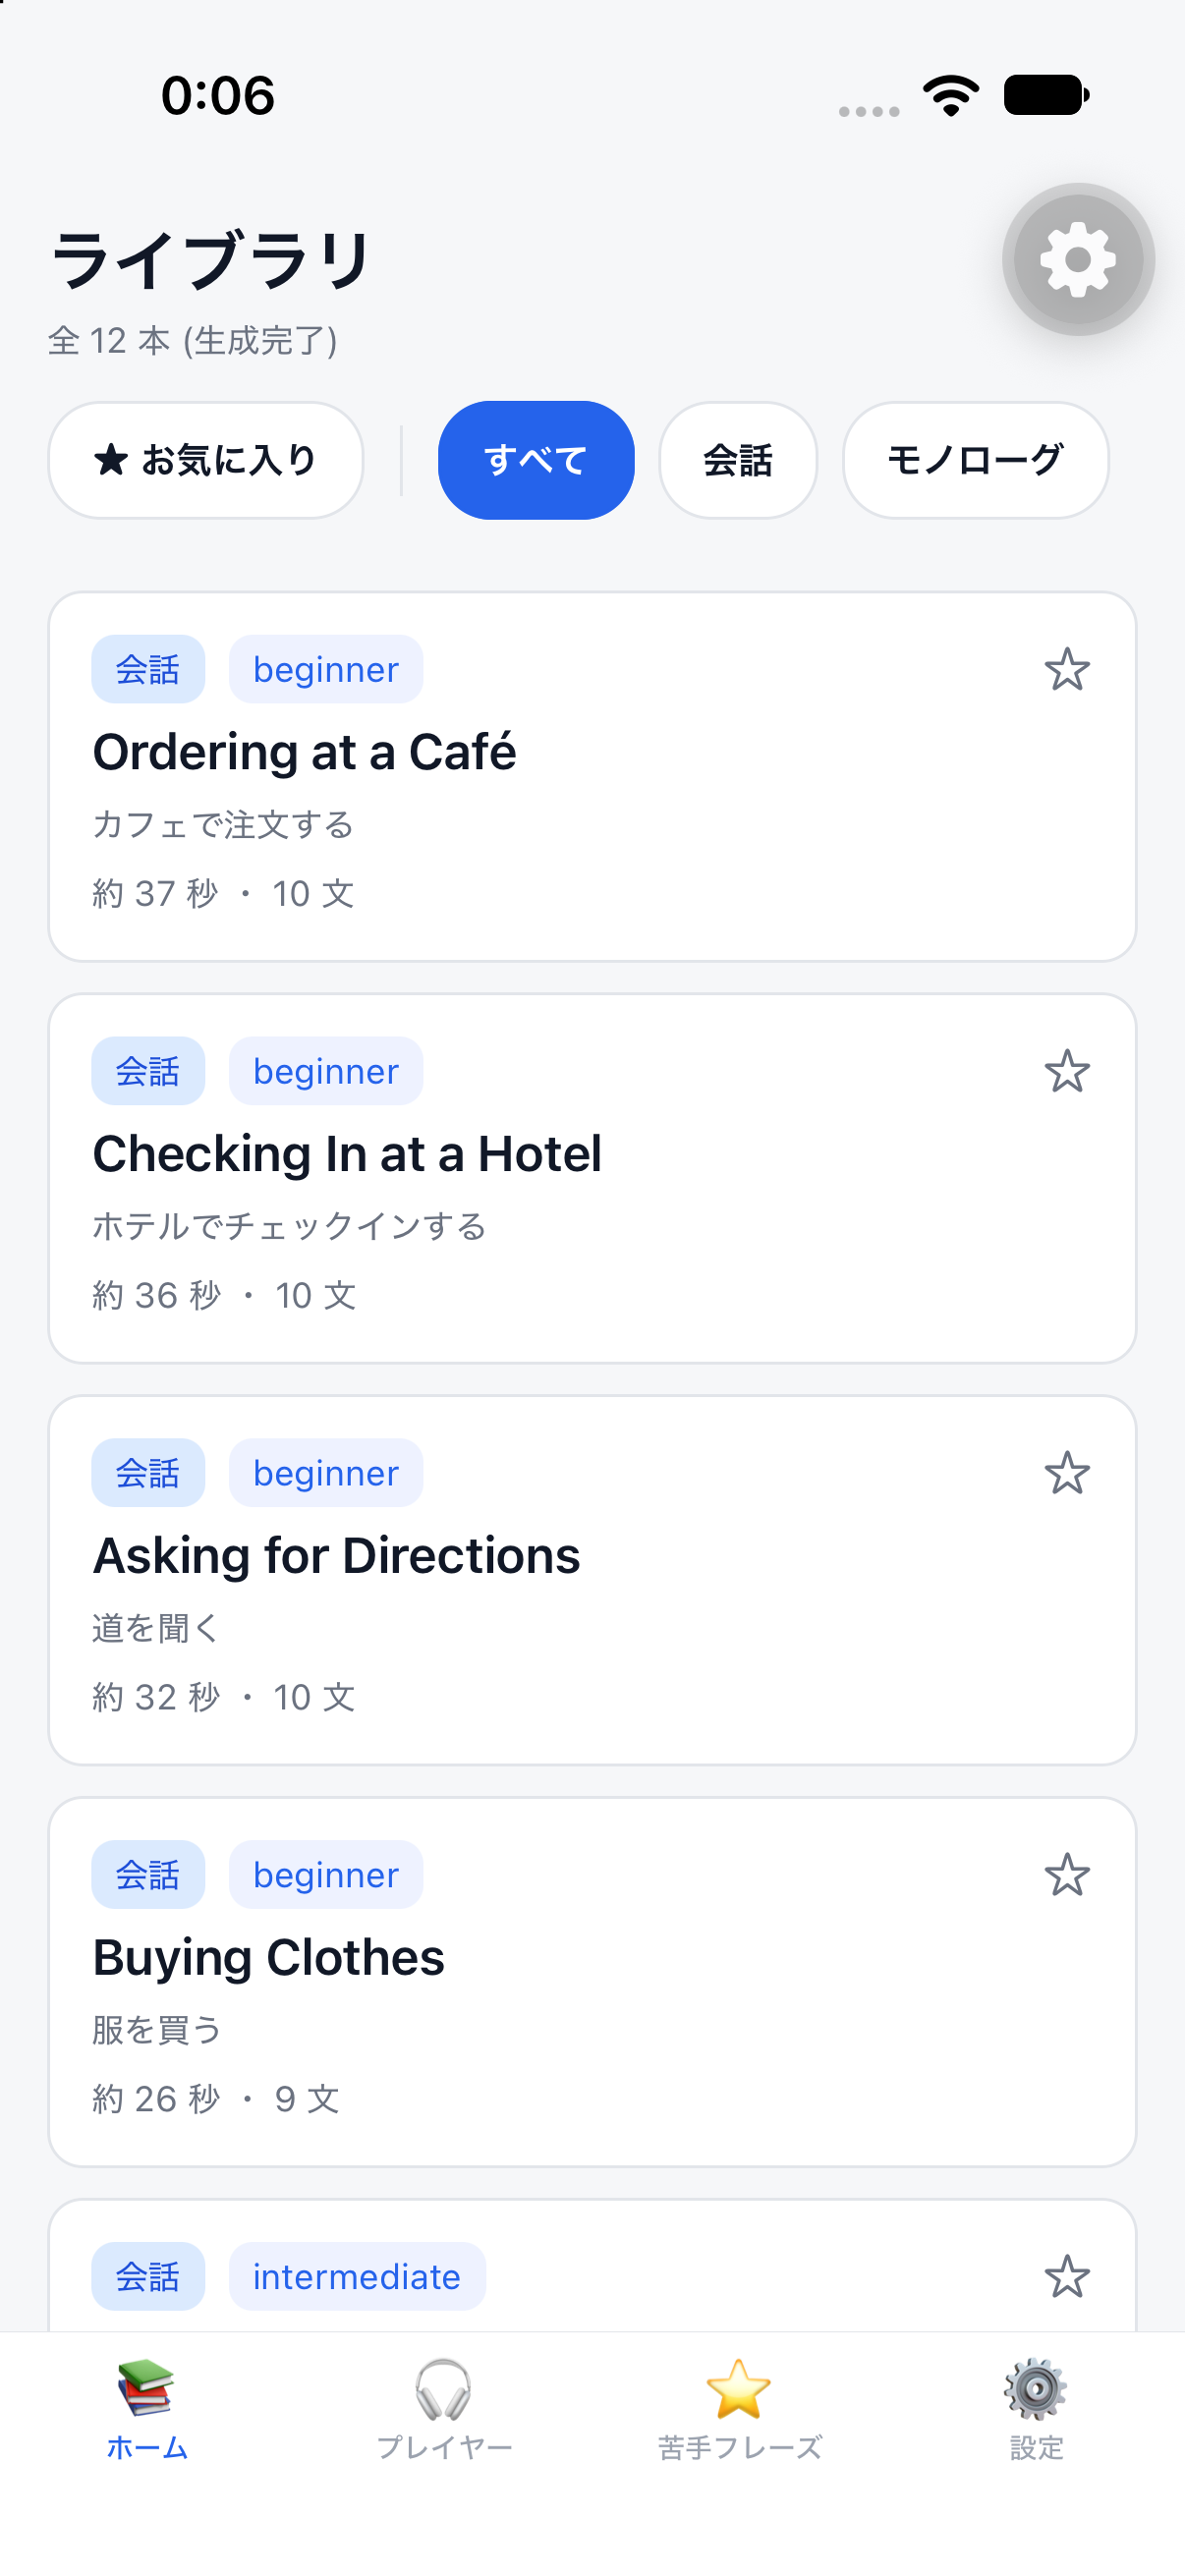 0:06
ライブラリ
全 12 本 (生成完了)
★ お気に入り
すべて
会話
モノローグ
会話 beginner
Ordering at a Café
カフェで注文する
約 37 秒 ・ 10 文
会話 beginner
Checking In at a Hotel
ホテルでチェックインする
約 36 秒 ・ 10 文
会話 beginner
Asking for Directions
道を聞く
約 32 秒 ・ 10 文
会話 beginner
Buying Clothes
服を買う
約 26 秒 ・ 9 文
会話 intermediate
ホーム
プレイヤー
苦手フレーズ
設定